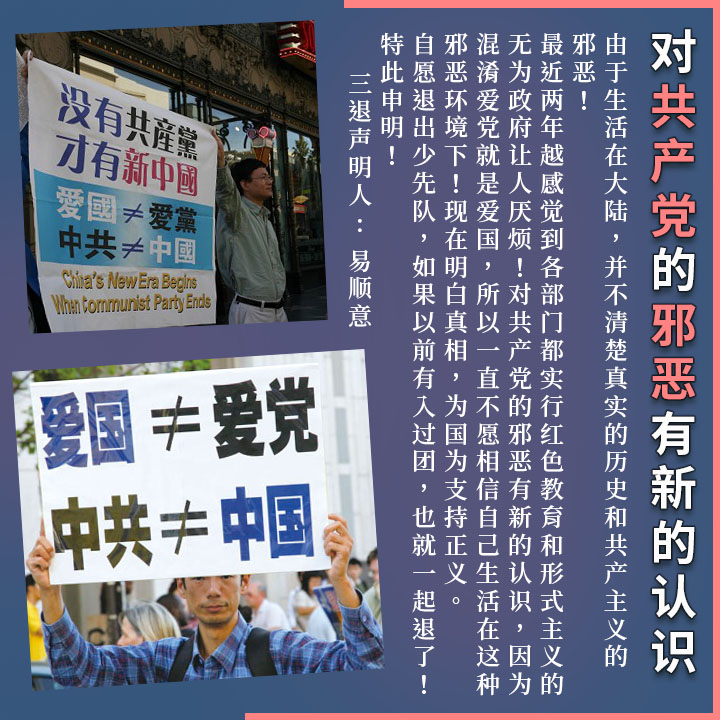 对共产党的邪恶有新的认识
由于生活在大陆，并不清楚真实的历史和共产主义的
邪恶！
最近两年越感觉到各部门都实行红色教育和形式主义的
无为政府让人厌烦！对共产党的邪恶有新的认识，因为
混淆爱党就是爱国，所以一直不愿相信自己生活在这种
邪恶环境下！现在明白真相，为国为支持正义。
自愿退出少先队，如果以前有入过团，也就一起退了！
特此申明！
三退声明人：易顺意
没有共産黨
才有新中國
愛國≠愛黨
中共≠中國
China's New Era Begins
When Communist Party Ends
爱国≠爱党
中共≠中国